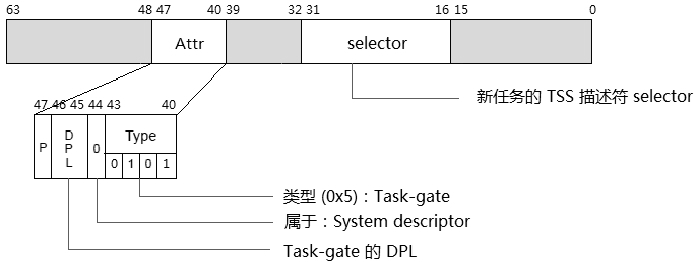 63 48 47 40 39 32 31 16 15 0
Attr selector
新任务的 TSS 描述符 selector
47 46 45 44 43 40
P DPL 0 Type
0 1 0 1
类型 (0x5) : Task-gate
属于 : System descriptor
Task-gate 的 DPL